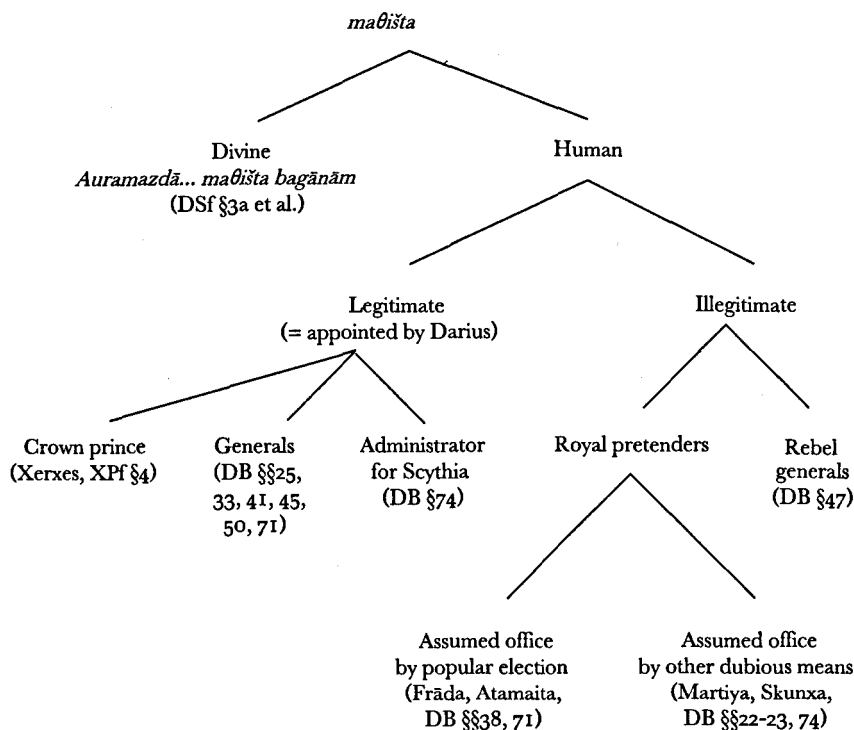 maθišta
Divine
Auramazdā... maθišta bagānām
(DSf §3a et al.)
Human
Legitimate
(= appointed by Darius)
Illegitimate
Crown prince
(Xerxes, XPf §4)
Generals
(DB §§25,
33, 41, 45,
50, 71)
Administrator
for Scythia
(DB §74)
Royal pretenders
Rebel
generals
(DB §47)
Assumed office
by popular election
(Frāda, Atamaita,
DB §§38, 71)
Assumed office
by other dubious means
(Martiya, Skunxa,
DB §§22-23, 74)